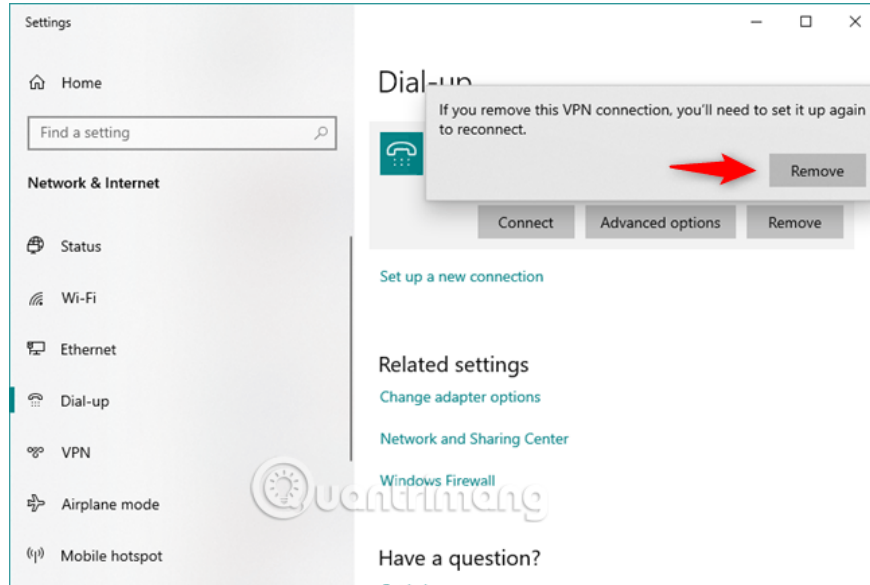 Settings
Home
Find a setting
Network & Internet
Status
Wi-Fi
Ethernet
Dial-up
VPN
Airplane mode
Mobile hotspot
Dial-up
If you remove this VPN connection, you'll need to set it up again
to reconnect.
Remove
Connect
Advanced options
Remove
Set up a new connection
Related settings
Change adapter options
Network and Sharing Center
Windows Firewall
Quantrimang
Have a question?